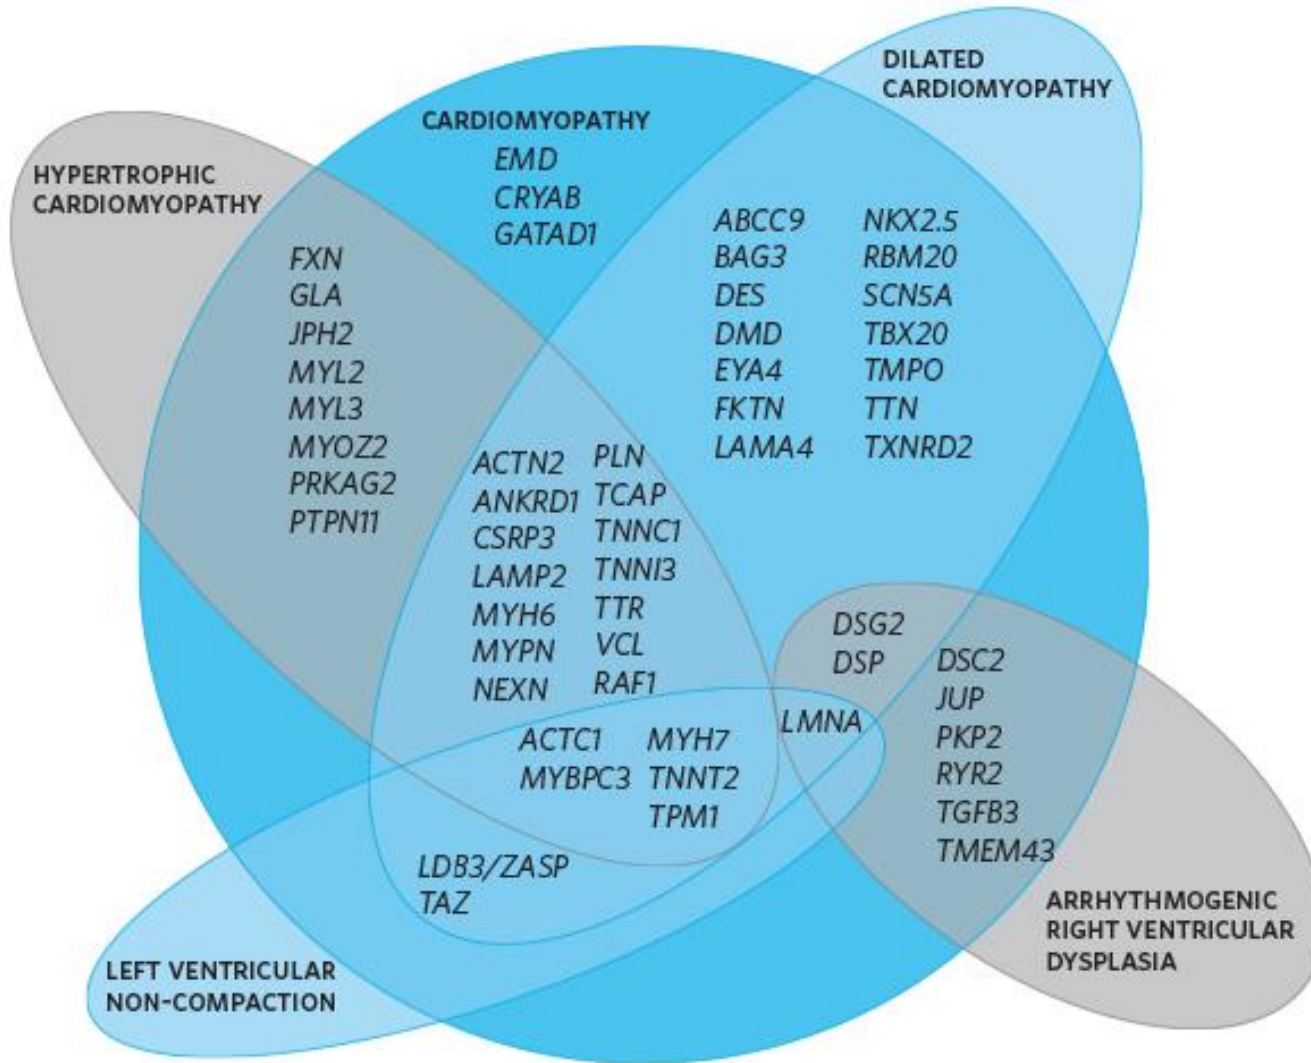 DILATED
CARDIOMYOPATHY
CARDIOMYOPATHY
EMD
CRYAB
GATAD1
HYPERTROPHIC
CARDIOMYOPATHY
FXN
GLA
JPH2
MYL2
MYL3
MYOZ2
PRKAG2
PTPN11
ABCC9
BAG3
DES
DMD
EYA4
FKTN
LAMA4
NKX2.5
RBM20
SCN5A
TBX20
TMPO
TTN
TXNRD2
ACTN2
ANKRD1
CSRP3
LAMP2
MYH6
MYPN
NEXN
PLN
TCAP
TNNC1
TNNI3
TTR
VCL
RAF1
DSG2
DSP
DSC2
JUP
PKP2
RYR2
TGFB3
TMEM43
LMNA
ACTC1
MYBPC3
MYH7
TNNT2
TPM1
LDB3/ZASP
TAZ
ARRHYTHMOGENIC
RIGHT VENTRICULAR
DYSPLASIA
LEFT VENTRICULAR
NON-COMPACTION